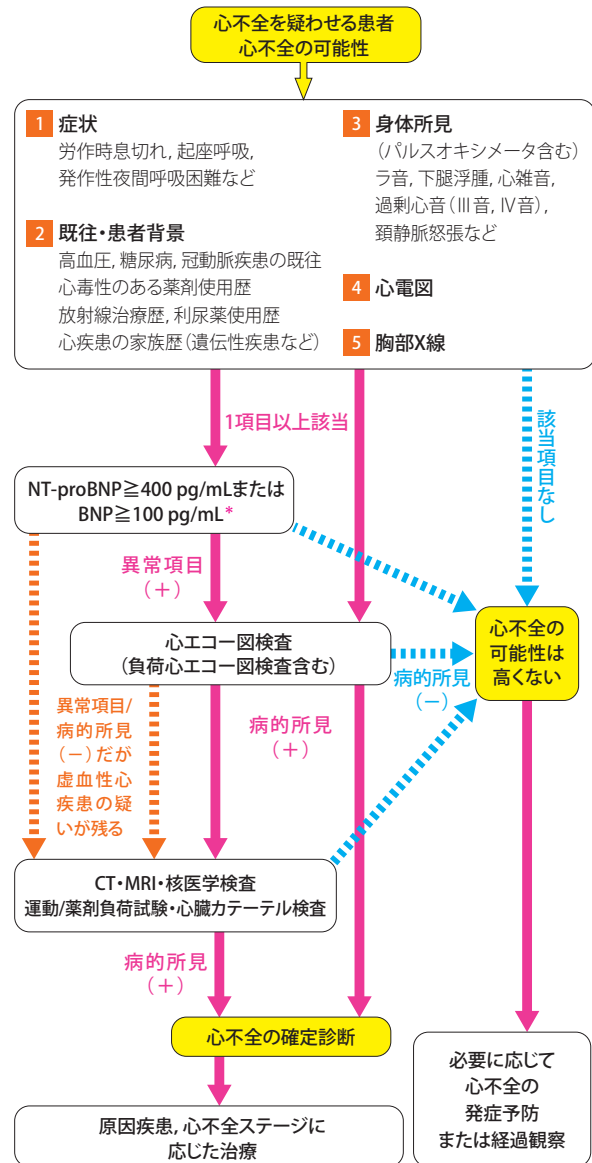 心不全を疑わせる患者
心不全の可能性
1 症状
労作時息切れ, 起座呼吸,
発作性夜間呼吸困難など
2 既往・患者背景
高血圧, 糖尿病, 冠動脈疾患の既往
心毒性のある薬剤使用歴
放射線治療歴, 利尿薬使用歴
心疾患の家族歴(遺伝性疾患など)
3 身体所見
(パルスオキシメータ含む)
ラ音, 下腿浮腫, 心雑音,
過剰心音(Ⅲ音, Ⅳ音),
頚静脈怒張など
4 心電図
5 胸部X線
1項目以上該当
該当項目なし
NT-proBNP≧400 pg/mLまたは
BNP≧100 pg/mL*
異常項目
(+)
心エコー図検査
(負荷心エコー図検査含む)
心不全の
可能性は
高くない
病的所見
(−)
異常項目/
病的所見
(−)だが
虚血性心
疾患の疑
いが残る
病的所見
(+)
CT・MRI・核医学検査
運動/薬剤負荷試験・心臓カテーテル検査
病的所見
(+)
心不全の確定診断
原因疾患, 心不全ステージに
応じた治療
必要に応じて
心不全の
発症予防
または経過観察